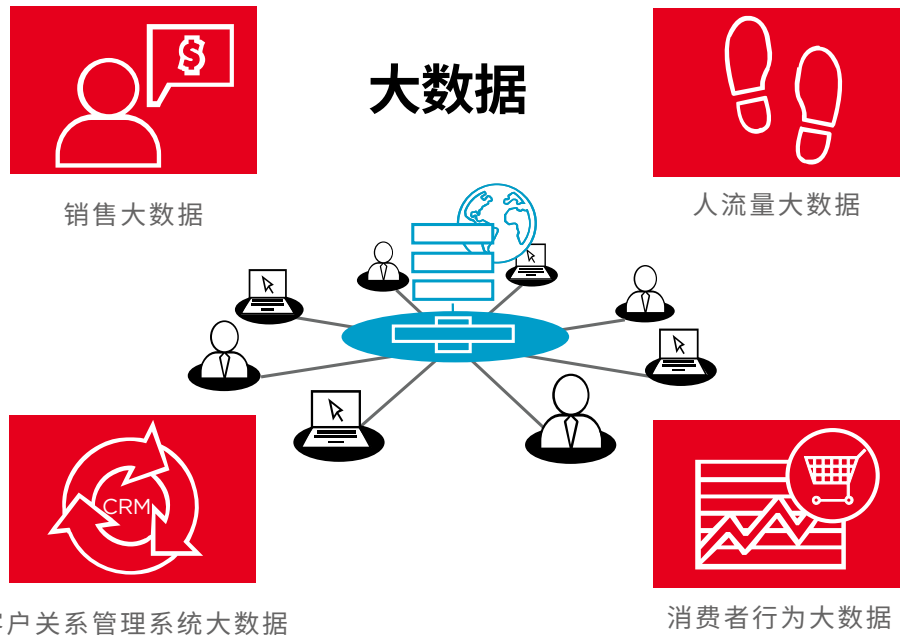 大数据
销售大数据
人流量大数据
CRM
客户关系管理系统大数据
消费者行为大数据